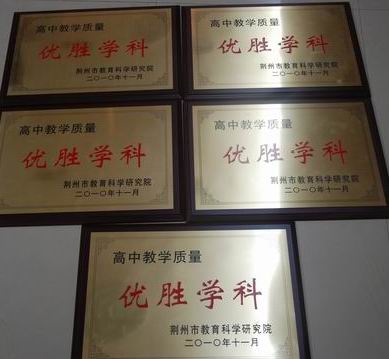 高中教学质量
优胜学科
荆州市教育科学研究院
二〇一〇年十一月
高中教学质量
优胜学科
荆州市教育科学研究院
二〇一〇年十一月
高中教学质量
优胜学科
荆州市教育科学研究院
二〇一〇年十一月
高中教学质量
优胜学科
荆州市教育科学研究院
二〇一〇年十一月
高中教学质量
优胜学科
荆州市教育科学研究院
二〇一〇年十一月